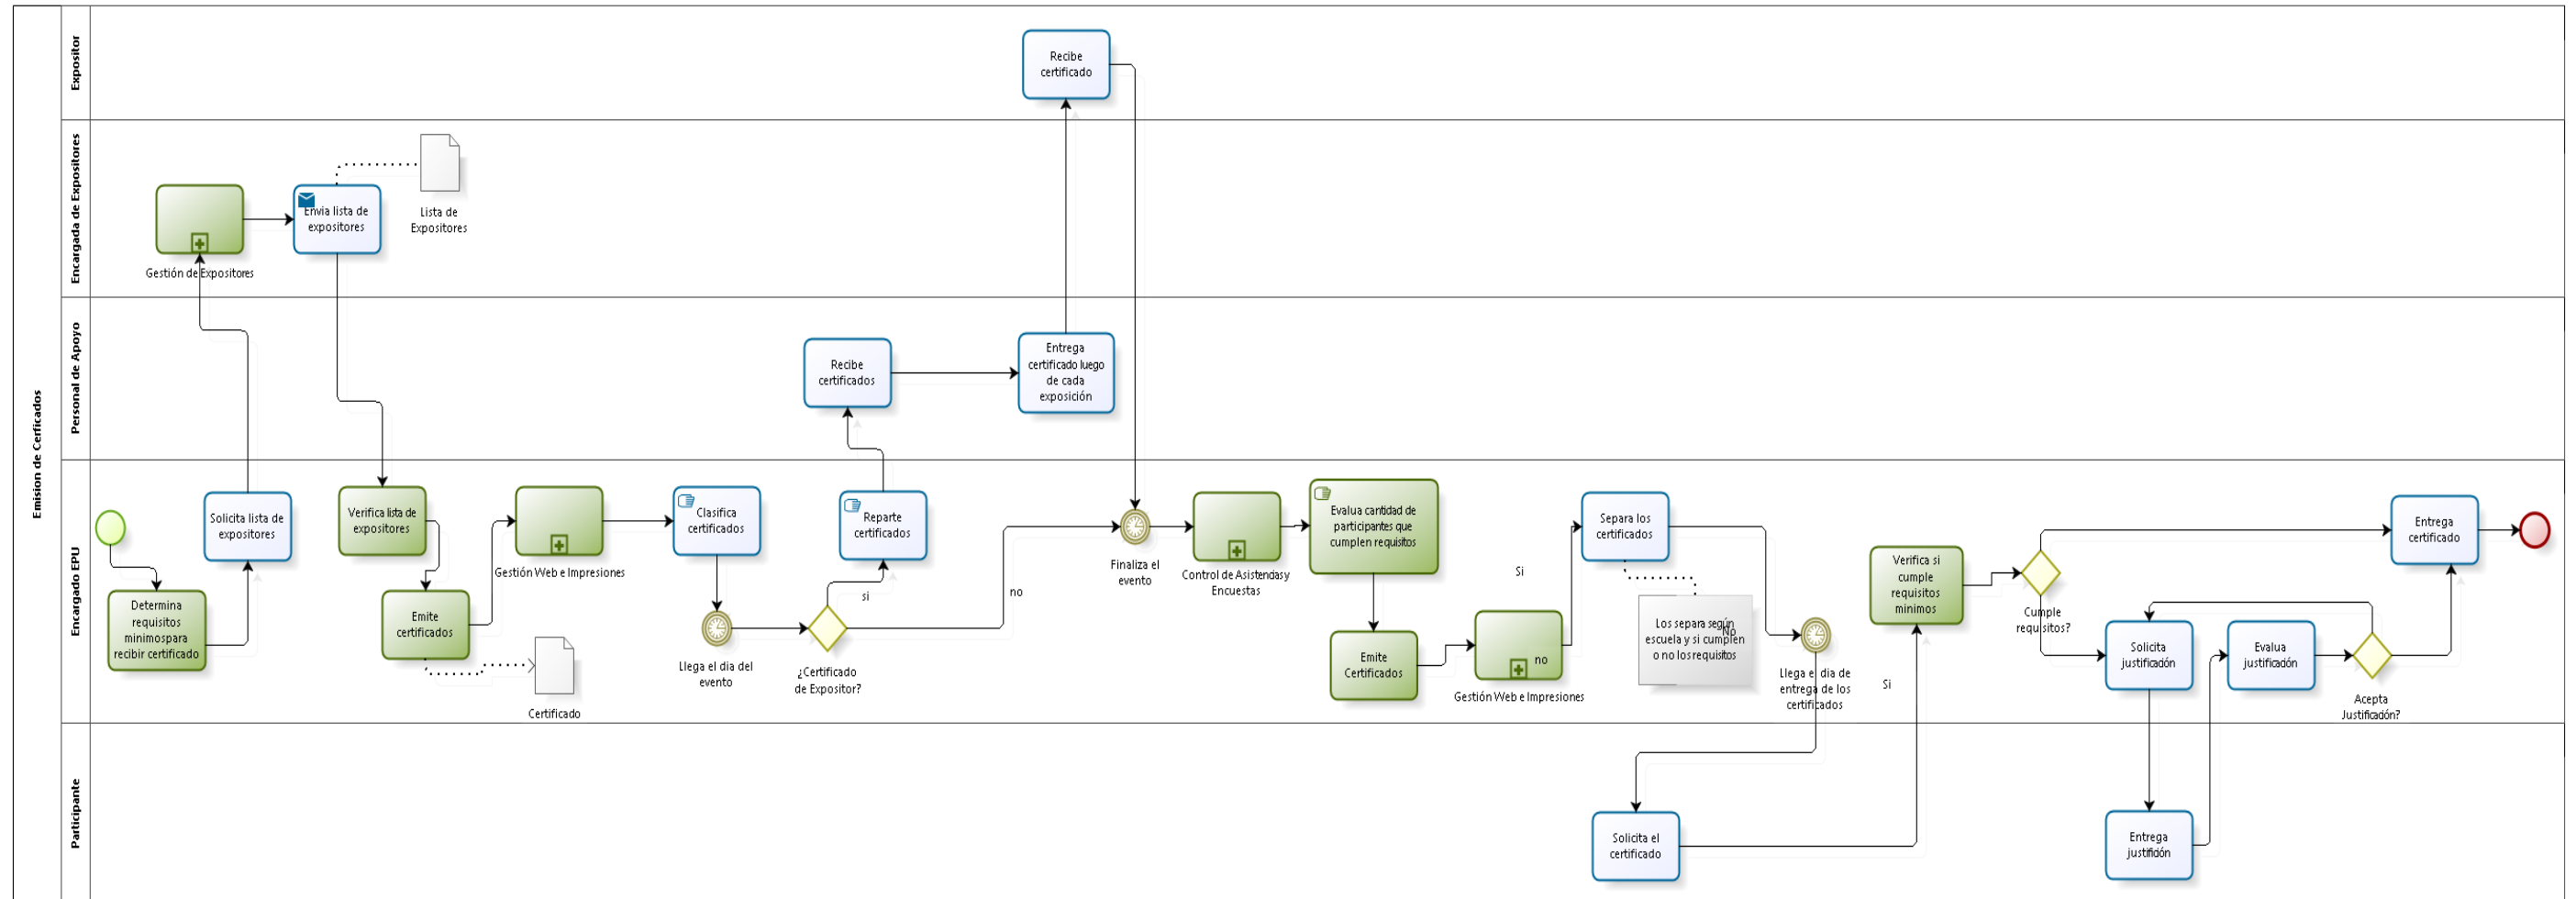 Emision de Cerficados
Expositor
Recibe
certificado
Encargada de Expositores
Gestión de Expositores
Envia lista de
expositores
Lista de
Expositores
Personal de Apoyo
Recibe
certificados
Entrega
certificado luego
de cada
exposición
Encargado EPU
Determina
requisitos
minimospara
recibir certificado
Solicita lista de
expositores
Verifica lista de
expositores
Emite
certificados
Certificado
Gestión Web e Impresiones
Clasifica
certificados
Llega el dia del
evento
¿Certificado
de Expositor?
si
Reparte
certificados
no
Finaliza el
evento
Control de Asistenciasy
Encuestas
Evalua cantidad de
participantes que
cumplen requisitos
Emite
Certificados
Gestión Web e Impresiones
no
Si
Separa los
certificados
Los separa según
escuela y si cumplen
o no los requisitos
No
Llega el dia de
entrega de los
certificados
Si
Verifica si
cumple
requisitos
minimos
Cumple
requisitos?
Solicita
justificación
Evalua
justificación
Acepta
Justificación?
Entrega
certificado
Participante
Solicita el
certificado
Entrega
justifición